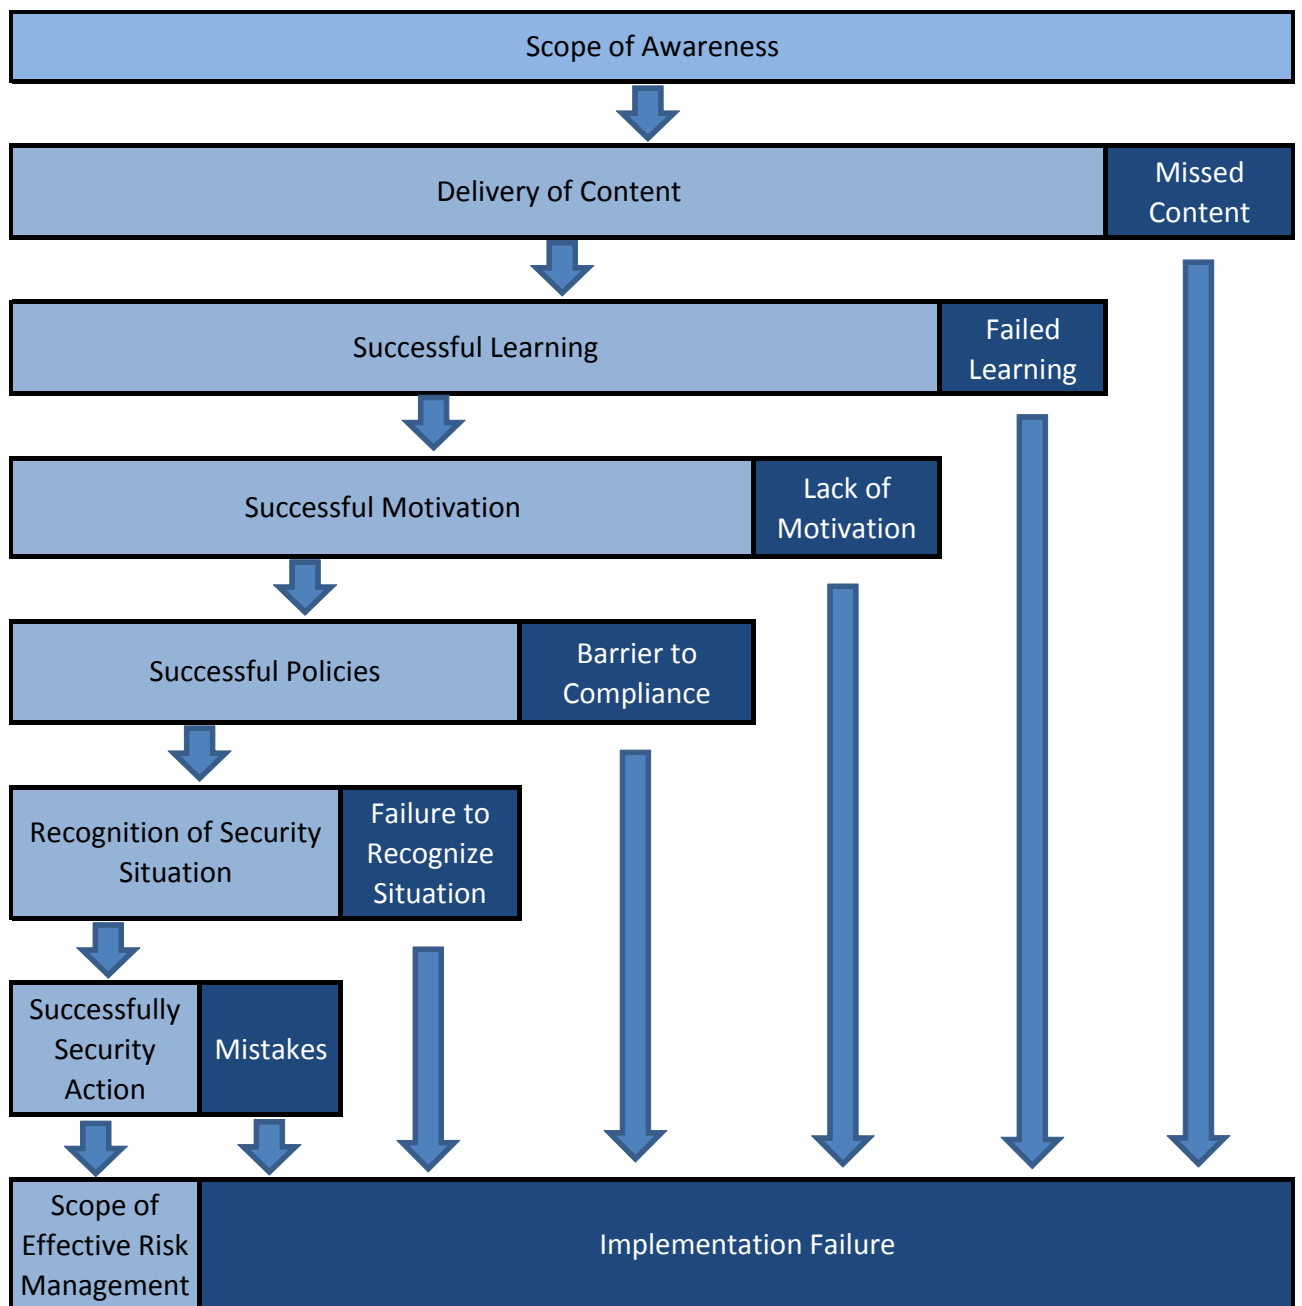 Scope of Awareness
Delivery of Content
Missed
Content
Successful Learning
Failed
Learning
Successful Motivation
Lack of
Motivation
Successful Policies
Barrier to
Compliance
Recognition of Security
Situation
Failure to
Recognize
Situation
Successfully
Security
Action
Mistakes
Scope of
Effective Risk
Management
Implementation Failure